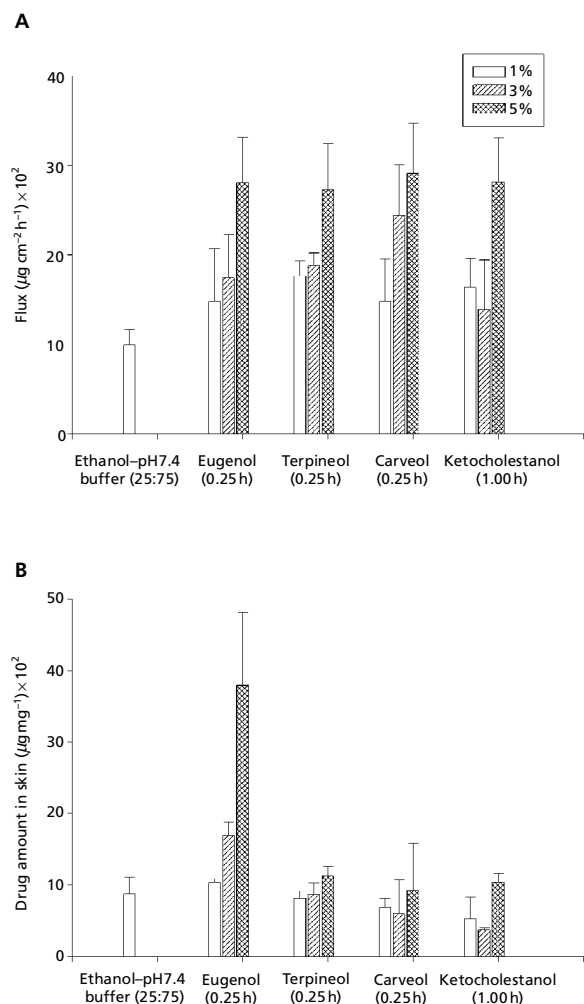 A
40
30
20
10
0
Flux (μg cm⁻² h⁻¹) × 10²
1%
3%
5%
Ethanol–pH7.4
buffer (25:75)
Eugenol
(0.25 h)
Terpineol
(0.25 h)
Carveol
(0.25 h)
Ketocholestanol
(1.00 h)
B
50
40
30
20
10
0
Drug amount in skin (μg mg⁻¹) × 10²
Ethanol–pH7.4
buffer (25:75)
Eugenol
(0.25 h)
Terpineol
(0.25 h)
Carveol
(0.25 h)
Ketocholestanol
(1.00 h)